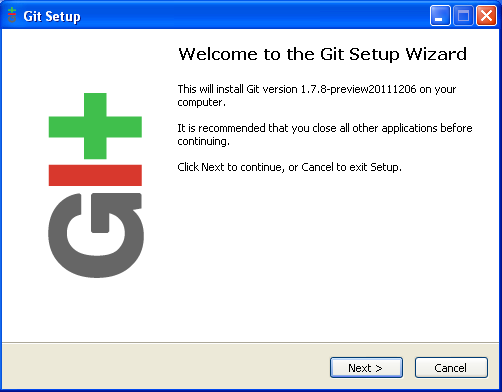 Git Setup
Welcome to the Git Setup Wizard
This will install Git version 1.7.8-preview20111206 on your
computer.
It is recommended that you close all other applications before
continuing.
Click Next to continue, or Cancel to exit Setup.
Git
Next >
Cancel